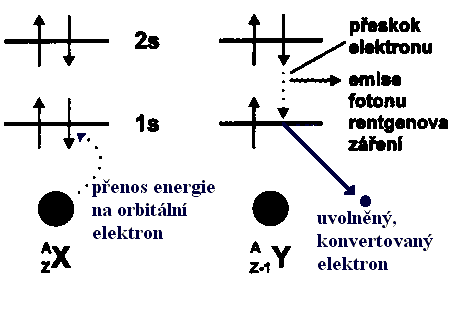 2s
1s
přeskok
elektronu
emise
fotonu
rentgenova
záření
přenos energie
na orbitální
elektron
uvolněný,
konvertovaný
elektron
A
Z X
A
Z-1 Y